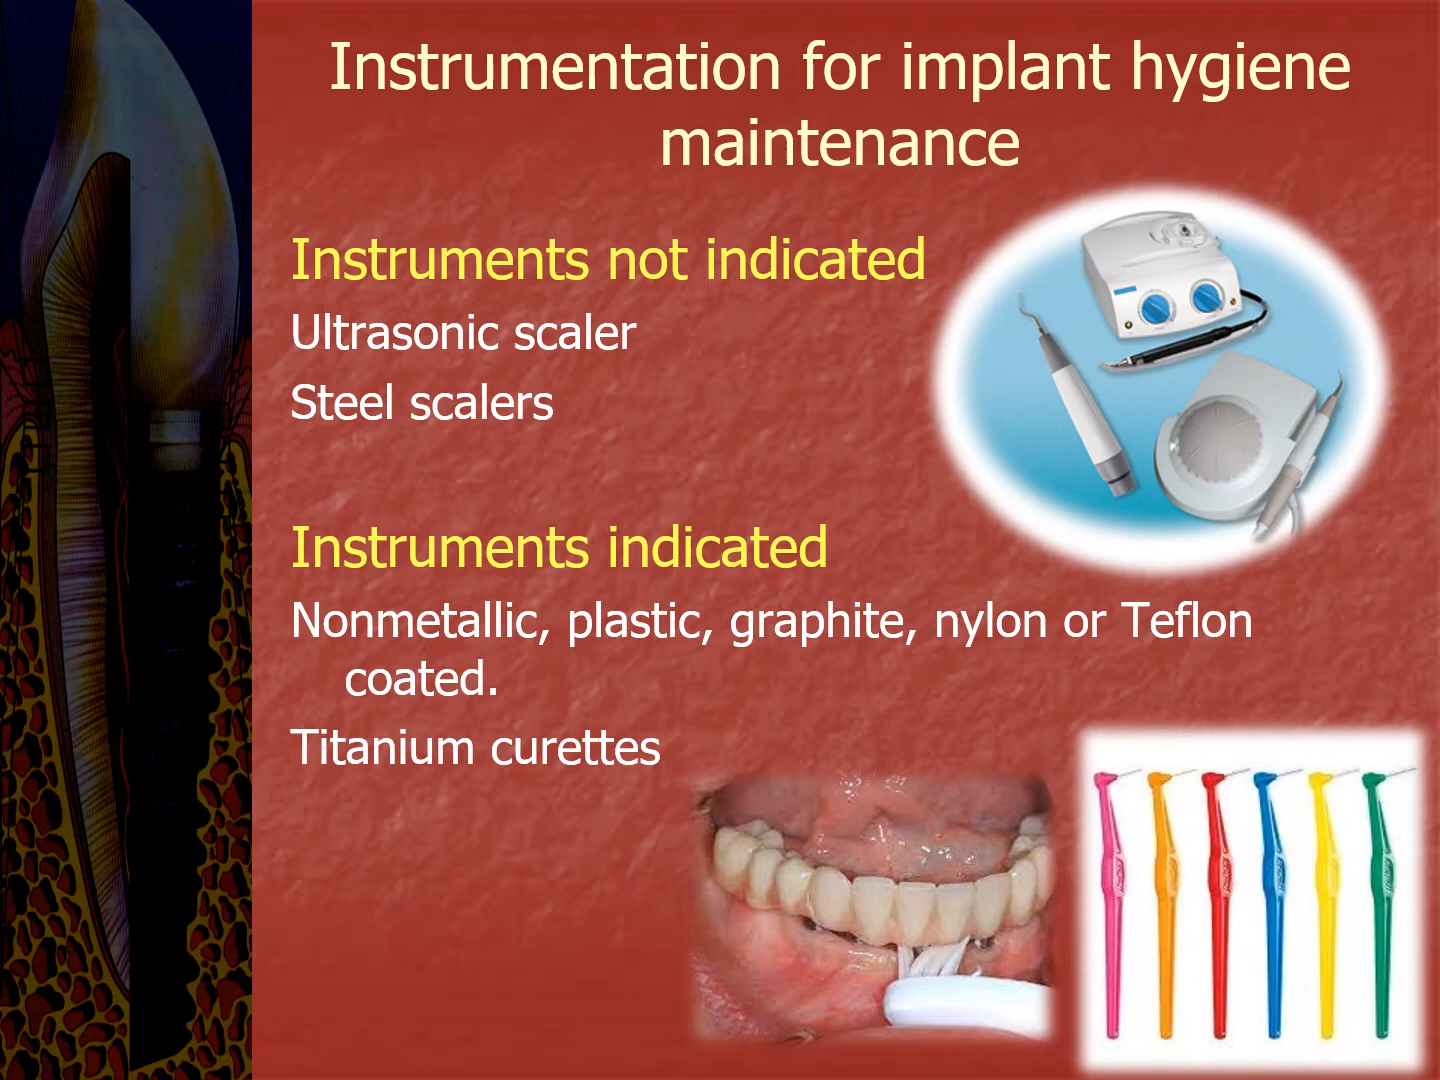 Instrumentation for implant hygiene
maintenance
Instruments not indicated
Ultrasonic scaler
Steel scalers
Instruments indicated
Nonmetallic, plastic, graphite, nylon or Teflon
coated.
Titanium curettes